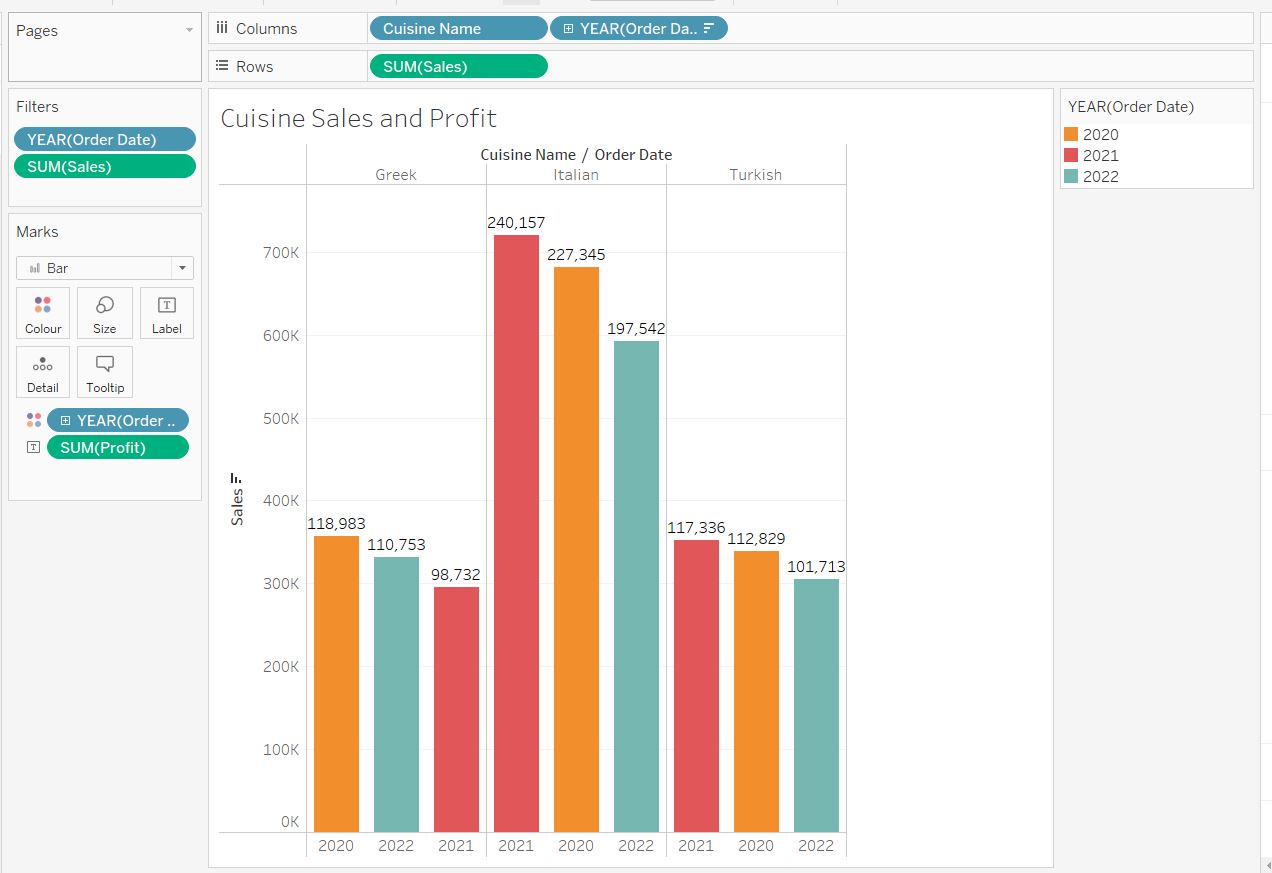 Pages
Columns
Cuisine Name
YEAR(Order Da..
Rows
SUM(Sales)
Filters
YEAR(Order Date)
SUM(Sales)
Marks
Bar
Colour
Size
Label
Detail
Tooltip
YEAR(Order ..
SUM(Profit)
Cuisine Sales and Profit
Cuisine Name / Order Date
Greek Italian Turkish
Sales
700K
600K
500K
400K
300K
200K
100K
0K
118,983
110,753
98,732
240,157
227,345
197,542
117,336
112,829
101,713
2020 2022 2021 2021 2020 2022 2021 2020 2022
YEAR(Order Date)
2020
2021
2022